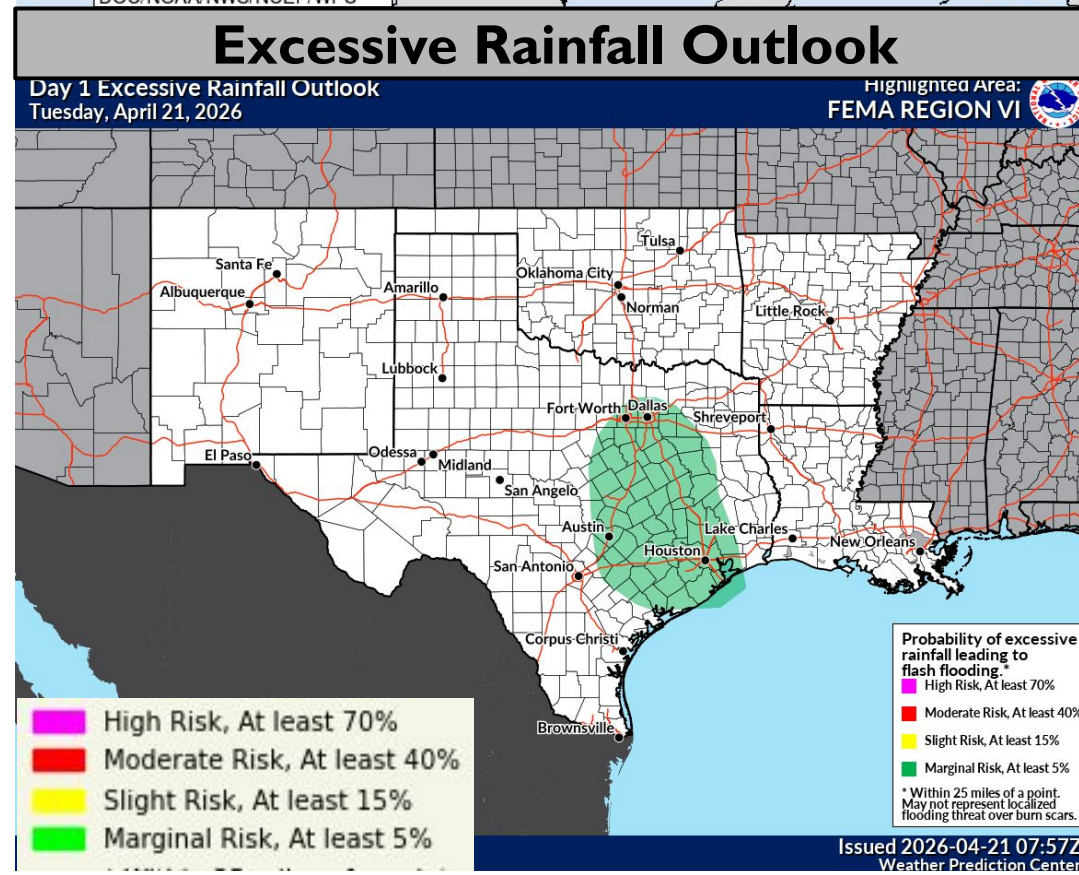 DOC/NOAA/NWS/NCEP/WPC
Excessive Rainfall Outlook
Day 1 Excessive Rainfall Outlook
Tuesday, April 21, 2026
Highlighted Area:
FEMA REGION VI
Santa Fe
Albuquerque
Amarillo
Tulsa
Oklahoma City
Norman
Little Rock
Lubbock
Fort Worth
Dallas
Shreveport
El Paso
Odessa
Midland
San Angelo
Austin
Lake Charles
Houston
New Orleans
San Antonio
Corpus Christi
Brownsville
Probability of excessive
rainfall leading to
flash flooding.*
High Risk, At least 70%
Moderate Risk, At least 40%
Slight Risk, At least 15%
Marginal Risk, At least 5%
* Within 25 miles of a point.
May not represent localized
flooding threat over burn scars.
High Risk, At least 70%
Moderate Risk, At least 40%
Slight Risk, At least 15%
Marginal Risk, At least 5%
Issued 2026-04-21 07:57Z
Weather Prediction Center